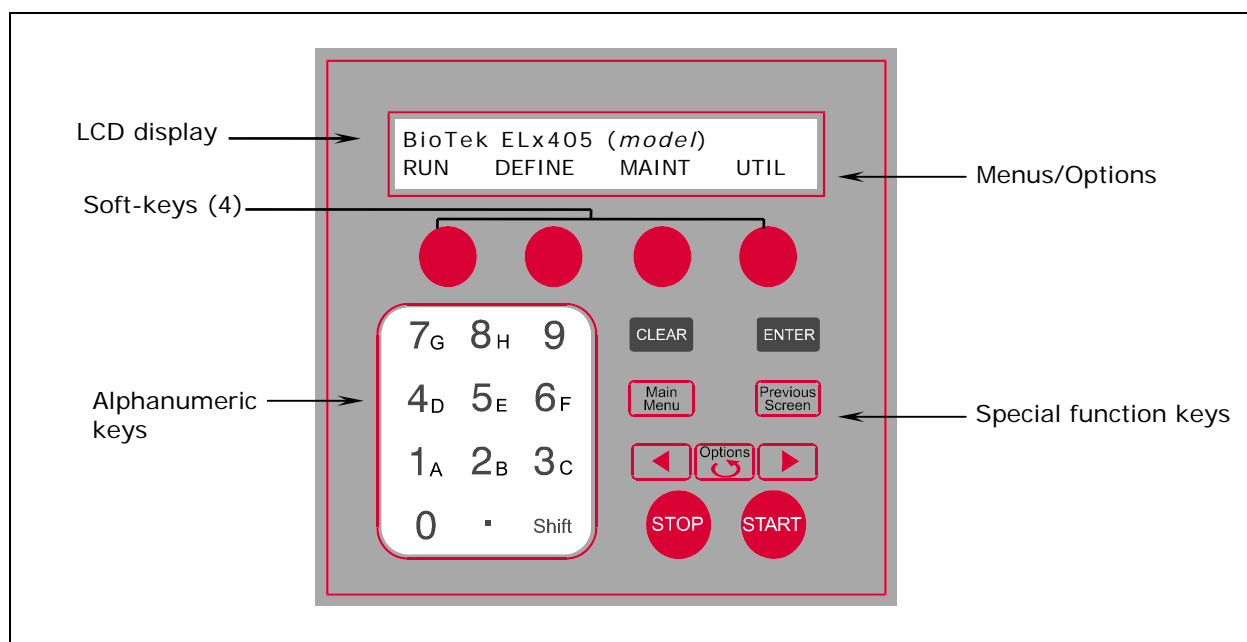 LCD display
BioTek ELx405 (model)
RUN DEFINE MAINT UTIL
Menus/Options
Soft-keys (4)
7G 8H 9
CLEAR ENTER
4D 5E 6F
Main
Menu
Previous
Screen
Alphanumeric
keys
Special function keys
1A 2B 3C
Options
0 . Shift
STOP START